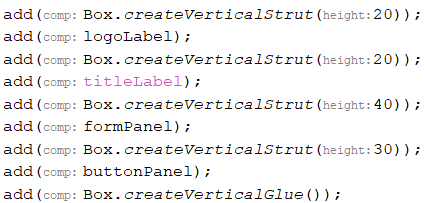 add(comp: Box.createVerticalStrut(height: 20));
add(comp: logoLabel);
add(comp: Box.createVerticalStrut(height: 20));
add(comp: titleLabel);
add(comp: Box.createVerticalStrut(height: 40));
add(comp: formPanel);
add(comp: Box.createVerticalStrut(height: 30));
add(comp: buttonPanel);
add(comp: Box.createVerticalGlue());